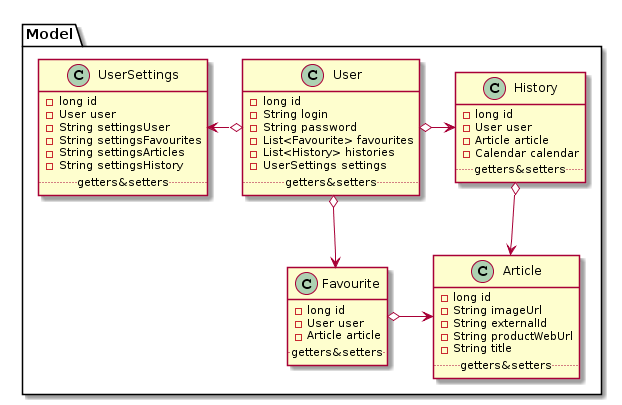 Model
C UserSettings
long id
User user
String settingsUser
String settingsFavourites
String settingsArticles
String settingsHistory
getters&setters
C User
long id
String login
String password
List<Favourite> favourites
List<History> histories
UserSettings settings
getters&setters
C History
long id
User user
Article article
Calendar calendar
getters&setters
C Favourite
long id
User user
Article article
getters&setters
C Article
long id
String imageUrl
String externalId
String productWebUrl
String title
getters&setters